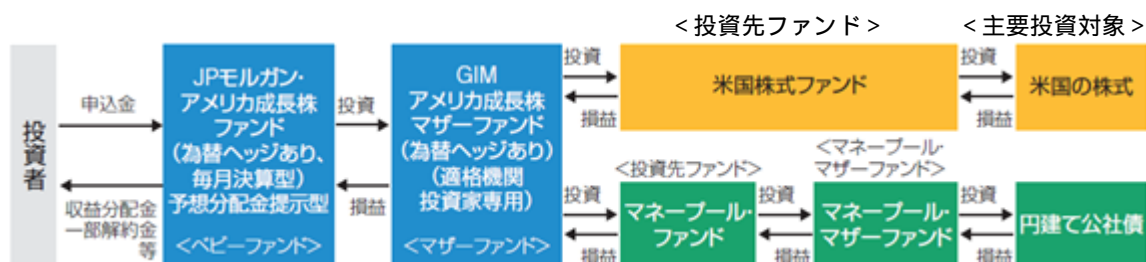 <投資先ファンド>
<主要投資対象>
投資者
申込金
収益分配金
一部解約金
等
JPモルガン・
アメリカ成長株
ファンド
(為替ヘッジあり、
毎月決算型)
予想分配金提示型
<ベビーファンド>
投資
損益
GIM
アメリカ成長株
マザーファンド
(為替ヘッジあり)
(適格機関
投資家専用)
<マザーファンド>
投資
損益
米国株式ファンド
投資
損益
米国の株式
<投資先ファンド>
<マネープール・
マザーファンド>
投資
損益
マネープール・
ファンド
投資
損益
マネープール・
マザーファンド
投資
損益
円建て公社債